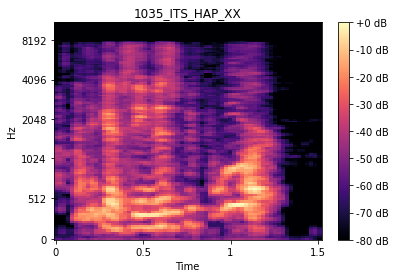 1035_ITS_HAP_XX
+0 dB
8192
-10 dB
4096
-20 dB
-30 dB
2048
Hz
-40 dB
1024
-50 dB
512
-60 dB
-70 dB
0
-80 dB
0
0.5
1
1.5
Time